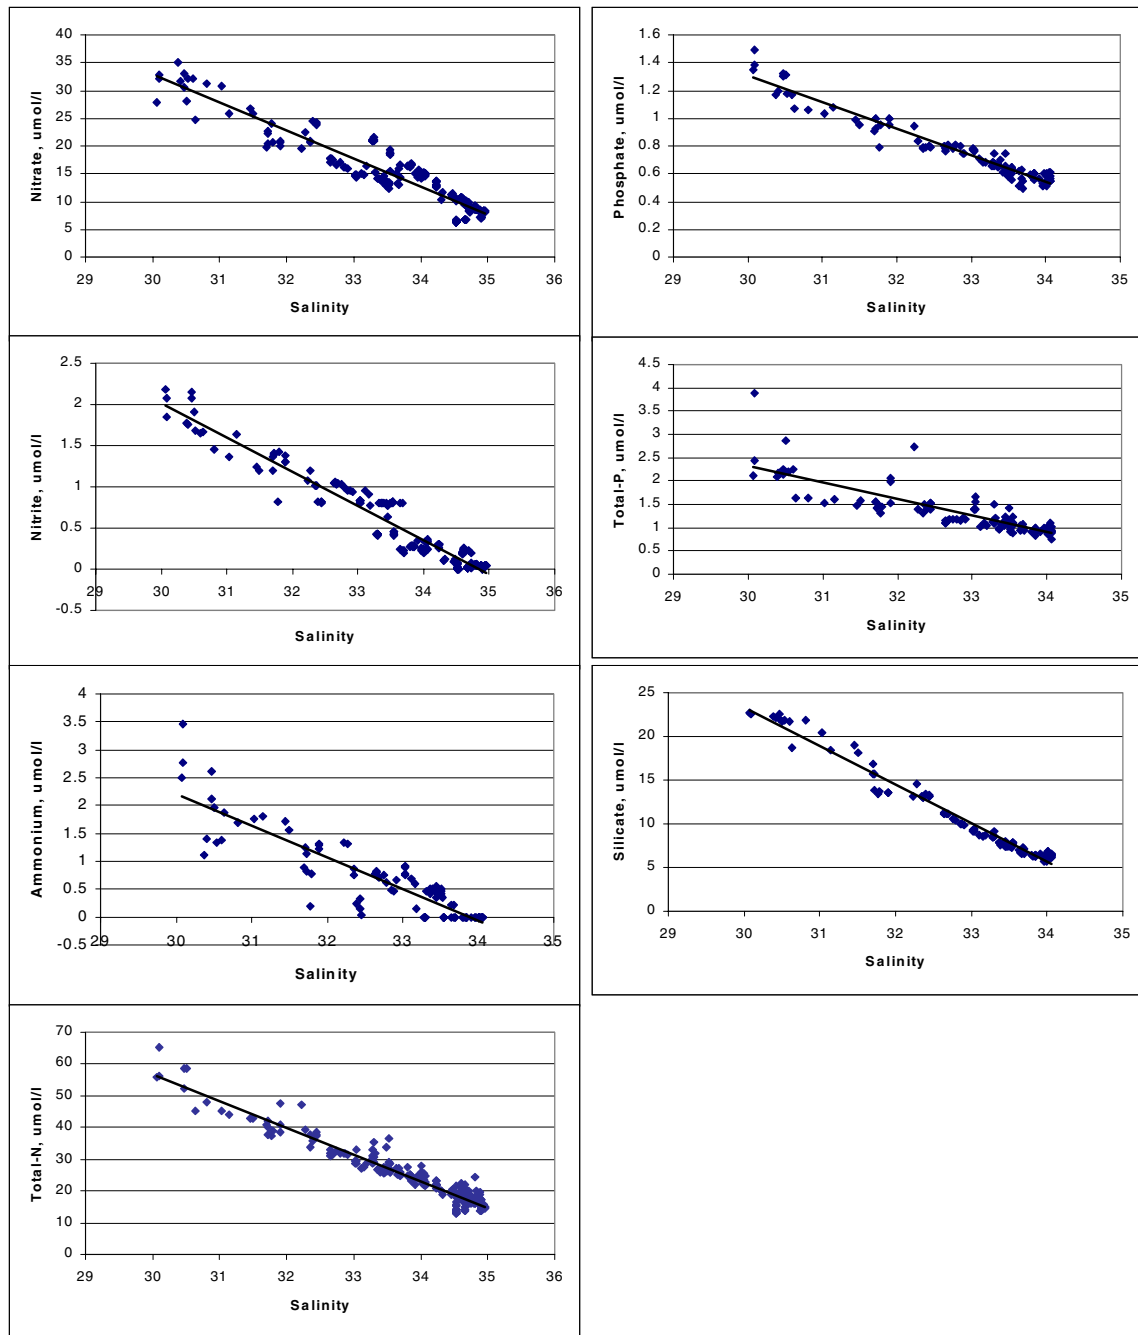 Nitrate, umol/l
40
35
30
25
20
15
10
5
0
29 30 31 32 33 34 35 36
Salinity
Phosphate, umol/l
1.6
1.4
1.2
1
0.8
0.6
0.4
0.2
0
29 30 31 32 33 34 35
Salinity
Nitrite, umol/l
2.5
2
1.5
1
0.5
0
-0.5
29 30 31 32 33 34 35 36
Salinity
Total-P, umol/l
4.5
4
3.5
3
2.5
2
1.5
1
0.5
0
29 30 31 32 33 34 35
Salinity
Ammonium, umol/l
4
3.5
3
2.5
2
1.5
1
0.5
0
-0.5
29 30 31 32 33 34 35
Salinity
Silicate, umol/l
25
20
15
10
5
0
29 30 31 32 33 34 35
Salinity
Total-N, umol/l
70
60
50
40
30
20
10
0
29 30 31 32 33 34 35 36
Salinity